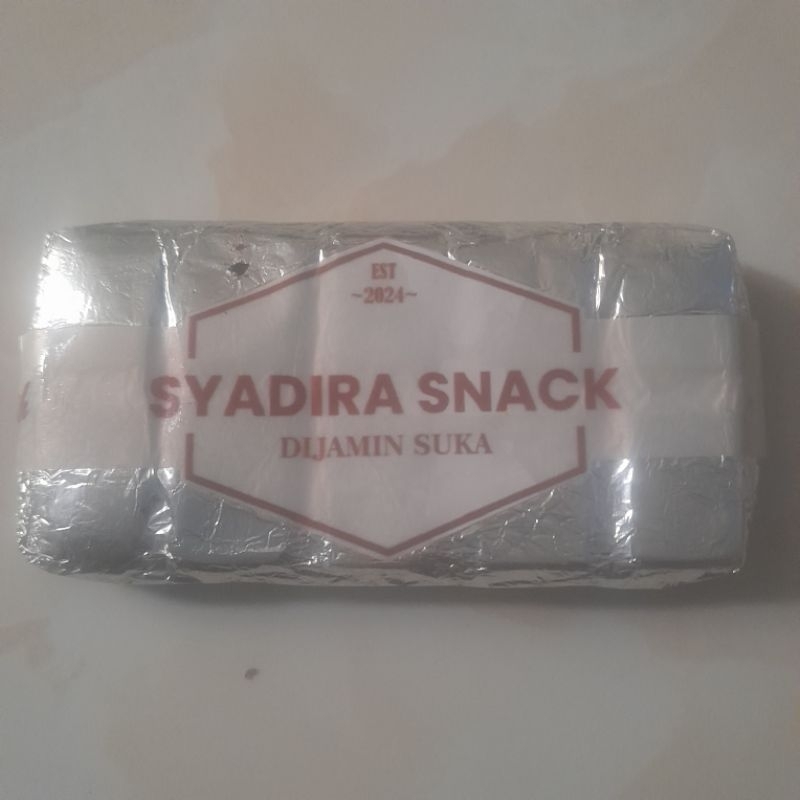 EST
~2024~
SYADIRA SNACK
DIJAMIN SUKA